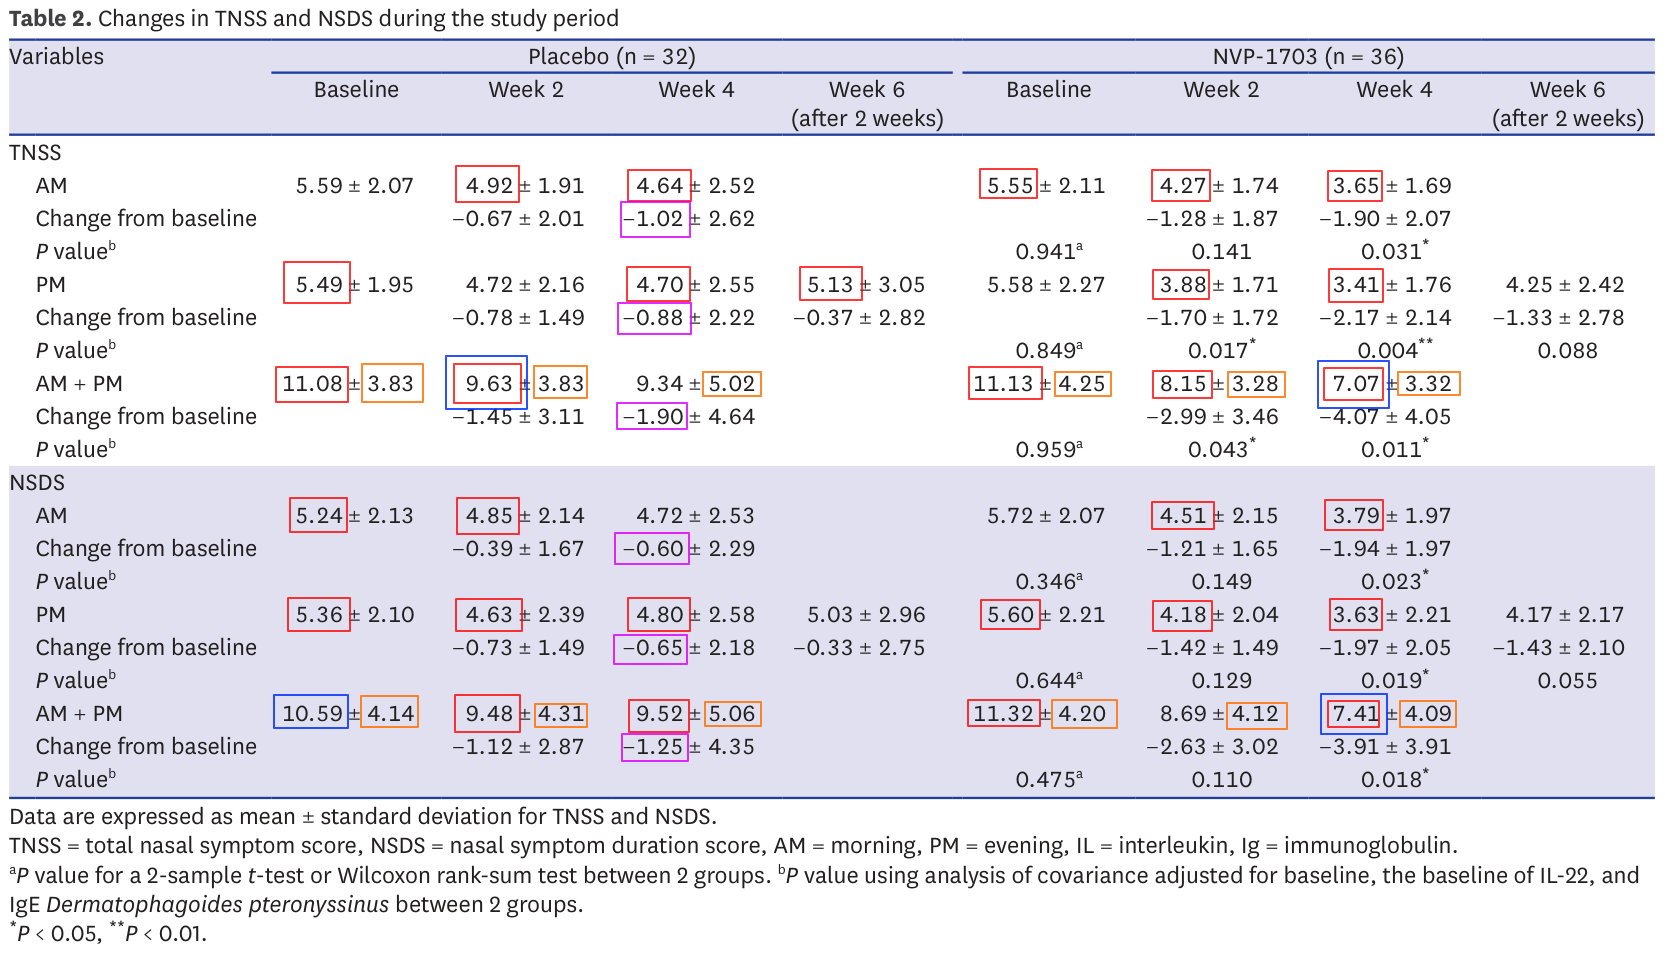 Table 2. Changes in TNSS and NSDS during the study period
Variables Placebo (n = 32) NVP-1703 (n = 36)
Baseline Week 2 Week 4 Week 6 (after 2 weeks) Baseline Week 2 Week 4 Week 6 (after 2 weeks)
TNSS
AM 5.59 ± 2.07 4.92 ± 1.91 4.64 ± 2.52 5.55 ± 2.11 4.27 ± 1.74 3.65 ± 1.69
Change from baseline −0.67 ± 2.01 −1.02 ± 2.62 −1.28 ± 1.87 −1.90 ± 2.07
P valueᵇ 0.941ᵃ 0.141 0.031*
PM 5.49 ± 1.95 4.72 ± 2.16 4.70 ± 2.55 5.13 ± 3.05 5.58 ± 2.27 3.88 ± 1.71 3.41 ± 1.76 4.25 ± 2.42
Change from baseline −0.78 ± 1.49 −0.88 ± 2.22 −0.37 ± 2.82 −1.70 ± 1.72 −2.17 ± 2.14 −1.33 ± 2.78
P valueᵇ 0.849ᵃ 0.017* 0.004** 0.088
AM + PM 11.08 ± 3.83 9.63 ± 3.83 9.34 ± 5.02 11.13 ± 4.25 8.15 ± 3.28 7.07 ± 3.32
Change from baseline −1.45 ± 3.11 −1.90 ± 4.64 −2.99 ± 3.46 −4.07 ± 4.05
P valueᵇ 0.959ᵃ 0.043* 0.011*
NSDS
AM 5.24 ± 2.13 4.85 ± 2.14 4.72 ± 2.53 5.72 ± 2.07 4.51 ± 2.15 3.79 ± 1.97
Change from baseline −0.39 ± 1.67 −0.60 ± 2.29 −1.21 ± 1.65 −1.94 ± 1.97
P valueᵇ 0.346ᵃ 0.149 0.023*
PM 5.36 ± 2.10 4.63 ± 2.39 4.80 ± 2.58 5.03 ± 2.96 5.60 ± 2.21 4.18 ± 2.04 3.63 ± 2.21 4.17 ± 2.17
Change from baseline −0.73 ± 1.49 −0.65 ± 2.18 −0.33 ± 2.75 −1.42 ± 1.49 −1.97 ± 2.05 −1.43 ± 2.10
P valueᵇ 0.644ᵃ 0.129 0.019* 0.055
AM + PM 10.59 ± 4.14 9.48 ± 4.31 9.52 ± 5.06 11.32 ± 4.20 8.69 ± 4.12 7.41 ± 4.09
Change from baseline −1.12 ± 2.87 −1.25 ± 4.35 −2.63 ± 3.02 −3.91 ± 3.91
P valueᵇ 0.475ᵃ 0.110 0.018*
Data are expressed as mean ± standard deviation for TNSS and NSDS.
TNSS = total nasal symptom score, NSDS = nasal symptom duration score, AM = morning, PM = evening, IL = interleukin, Ig = immunoglobulin.
ᵃP value for a 2-sample t-test or Wilcoxon rank-sum test between 2 groups. ᵇP value using analysis of covariance adjusted for baseline, the baseline of IL-22, and
IgE Dermatophagoides pteronyssinus between 2 groups.
*P < 0.05, **P < 0.01.